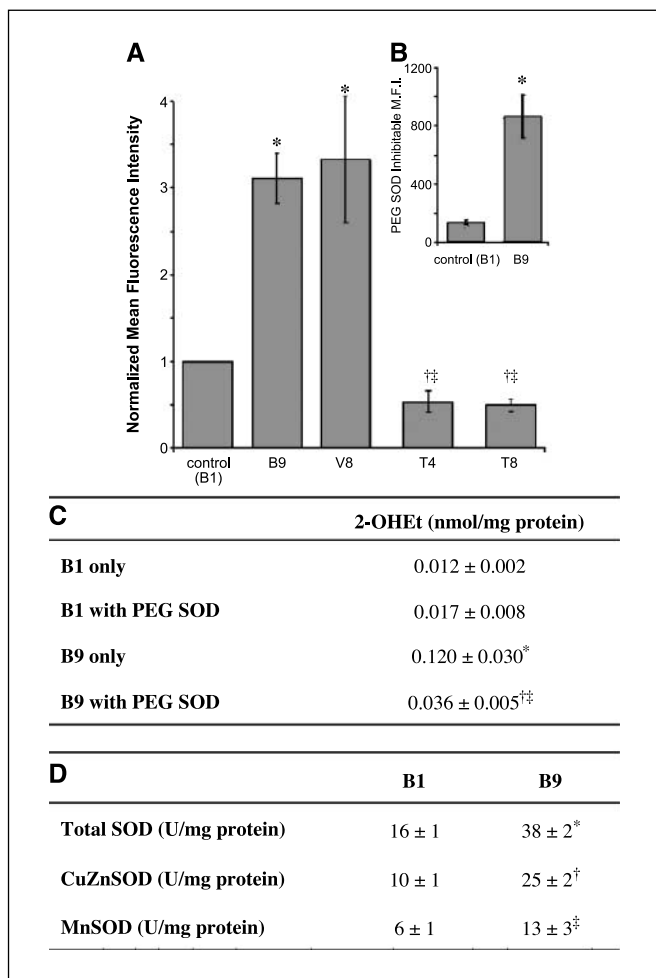 A
Normalized Mean Fluorescence Intensity
4
3
2
1
0
*
*
†‡
†‡
control (B1)
B9
V8
T4
T8
B
PEG SOD Inhibitable M.F.I.
1200
800
400
0
*
control (B1)
B9
C
2-OHEt (nmol/mg protein)
B1 only 0.012 ± 0.002
B1 with PEG SOD 0.017 ± 0.008
B9 only 0.120 ± 0.030*
B9 with PEG SOD 0.036 ± 0.005†‡
D B1 B9
Total SOD (U/mg protein) 16 ± 1 38 ± 2*
CuZnSOD (U/mg protein) 10 ± 1 25 ± 2†
MnSOD (U/mg protein) 6 ± 1 13 ± 3‡